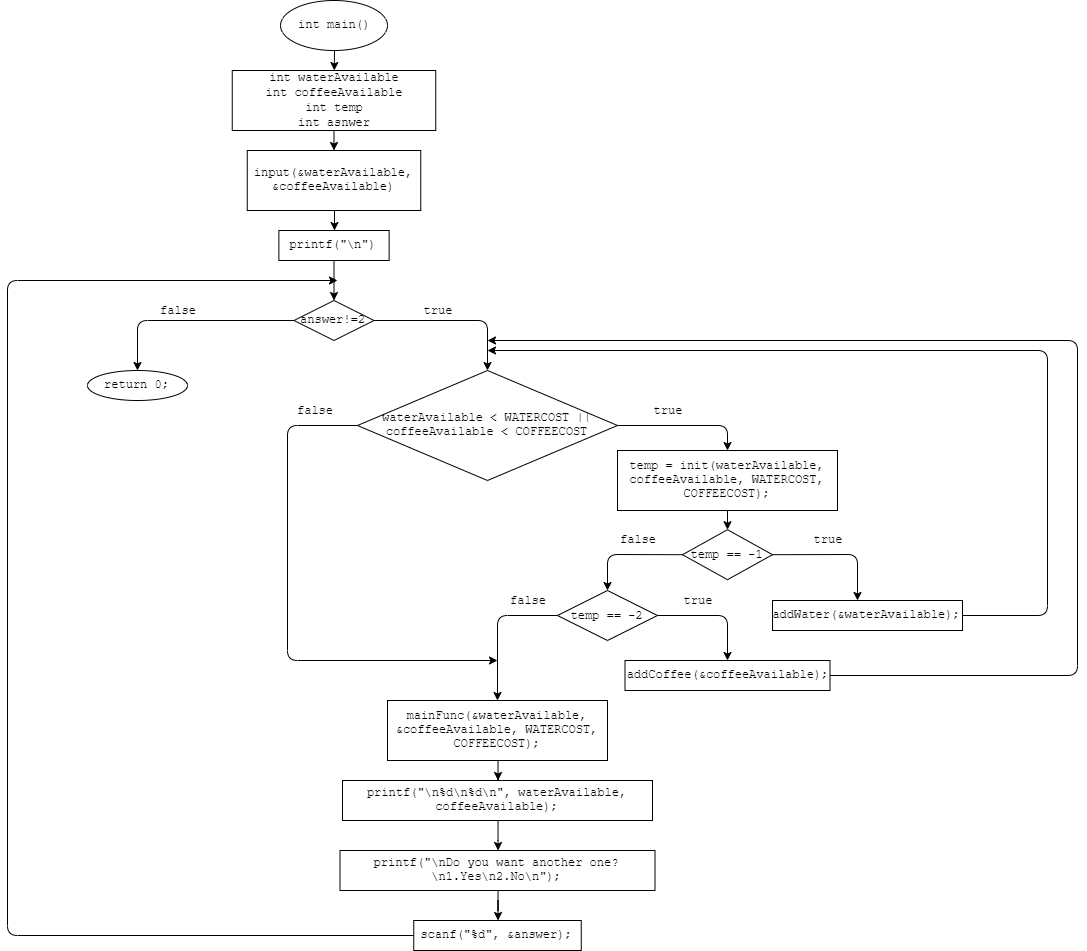 int main()
int waterAvailable
int coffeeAvailable
int temp
int asnwer
input(&waterAvailable,
&coffeeAvailable)
printf("\n")
false
answer!=2
true
return 0;
false
waterAvailable < WATERCOST ||
coffeeAvailable < COFFEECOST
true
temp = init(waterAvailable,
coffeeAvailable, WATERCOST,
COFFEECOST);
false
temp == -1
true
false
temp == -2
true
addWater(&waterAvailable);
addCoffee(&coffeeAvailable);
mainFunc(&waterAvailable,
&coffeeAvailable, WATERCOST,
COFFEECOST);
printf("\n%d\n%d\n", waterAvailable,
coffeeAvailable);
printf("\nDo you want another one?
\n1.Yes\n2.No\n");
scanf("%d", &answer);